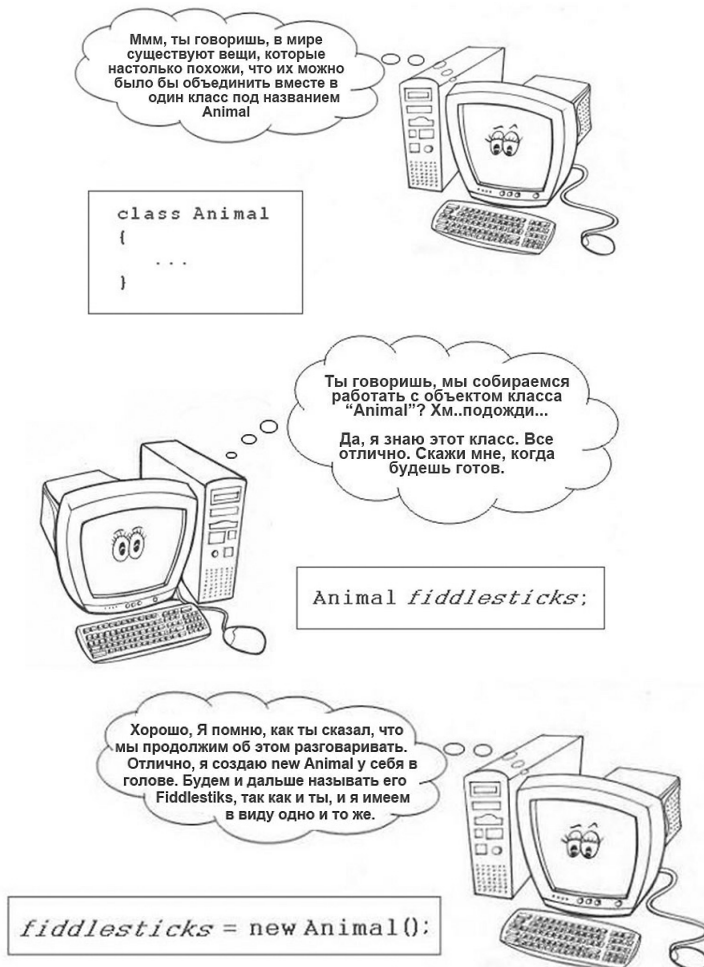 Ммм, ты говоришь, в мире
существуют вещи, которые
настолько похожи, что их можно
было бы объединить вместе в
один класс под названием
Animal
class Animal
{
...
}
Ты говоришь, мы собираемся
работать с объектом класса
“Animal”? Хм..подожди...
Да, я знаю этот класс. Все
отлично. Скажи мне, когда
будешь готов.
Animal fiddlesticks;
Хорошо, Я помню, как ты сказал, что
мы продолжим об этом разговаривать.
Отлично, я создаю new Animal у себя в
голове. Будем и дальше называть его
Fiddlestiks, так как и ты, и я имеем
в виду одно и то же.
fiddlesticks = new Animal();